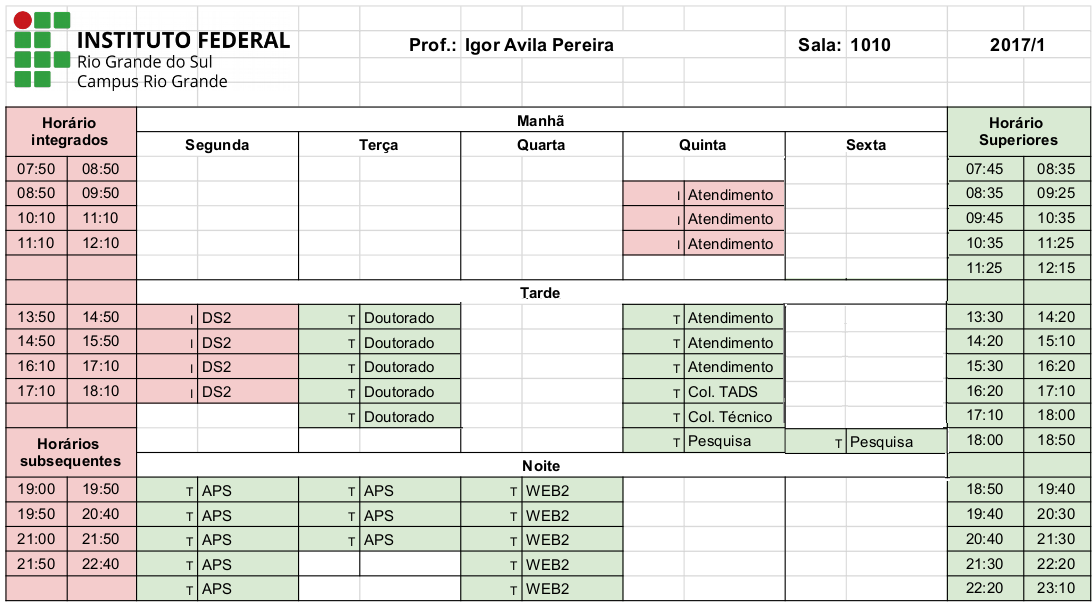 INSTITUTO FEDERAL
Rio Grande do Sul
Campus Rio Grande
Prof.: Igor Avila Pereira Sala: 1010 2017/1
Horário integrados Manhã Horário Superiores
Segunda Terça Quarta Quinta Sexta
07:50 08:50 07:45 08:35
08:50 09:50 I Atendimento 08:35 09:25
10:10 11:10 I Atendimento 09:45 10:35
11:10 12:10 I Atendimento 10:35 11:25
11:25 12:15
Tarde
13:50 14:50 I DS2 T Doutorado T Atendimento 13:30 14:20
14:50 15:50 I DS2 T Doutorado T Atendimento 14:20 15:10
16:10 17:10 I DS2 T Doutorado T Atendimento 15:30 16:20
17:10 18:10 I DS2 T Doutorado T Col. TADS 16:20 17:10
T Doutorado T Col. Técnico 17:10 18:00
Horários subsequentes T Pesquisa T Pesquisa 18:00 18:50
Noite
19:00 19:50 T APS T APS T WEB2 18:50 19:40
19:50 20:40 T APS T APS T WEB2 19:40 20:30
21:00 21:50 T APS T APS T WEB2 20:40 21:30
21:50 22:40 T APS T WEB2 21:30 22:20
T APS T WEB2 22:20 23:10